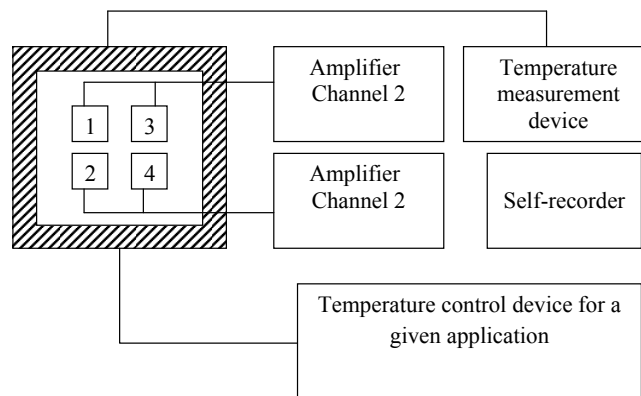 Amplifier
Channel 2
Temperature
measurement
device
1
3
2
4
Amplifier
Channel 2
Self-recorder
Temperature control device for a
given application